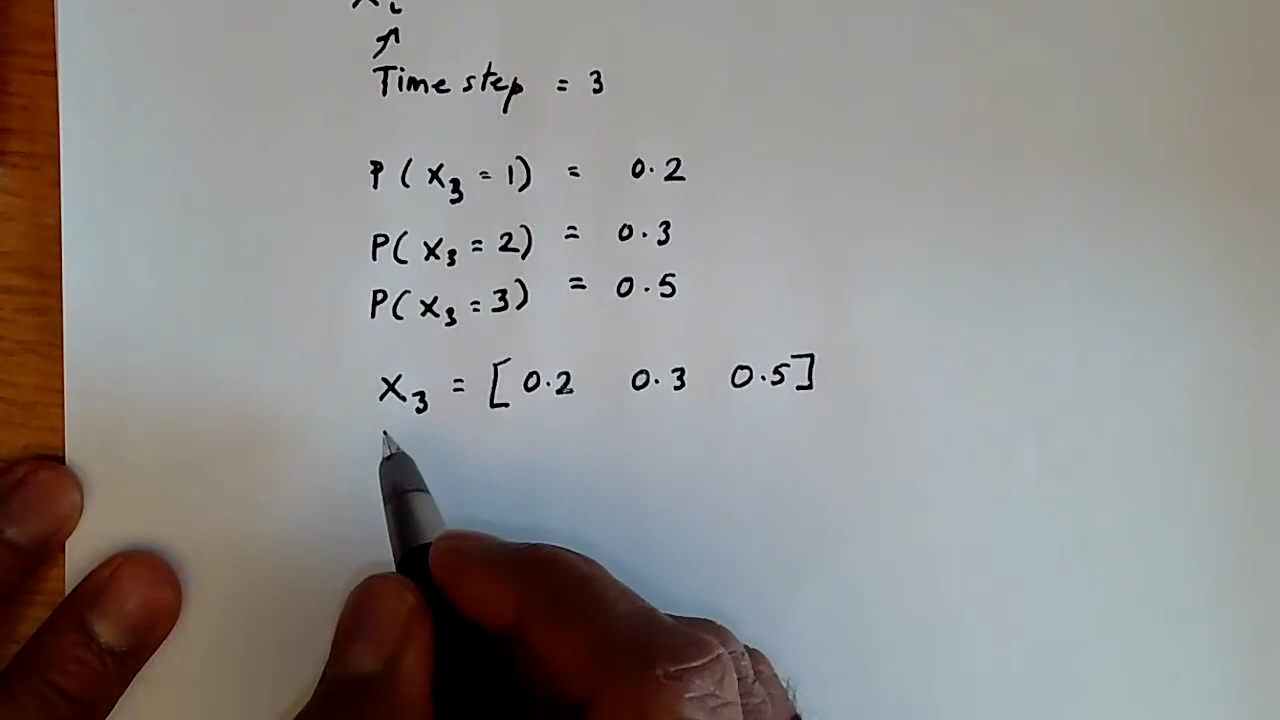 Time step = 3
P(x₃ = 1) = 0.2
P(x₃ = 2) = 0.3
P(x₃ = 3) = 0.5
x₃ = [0.2 0.3 0.5]